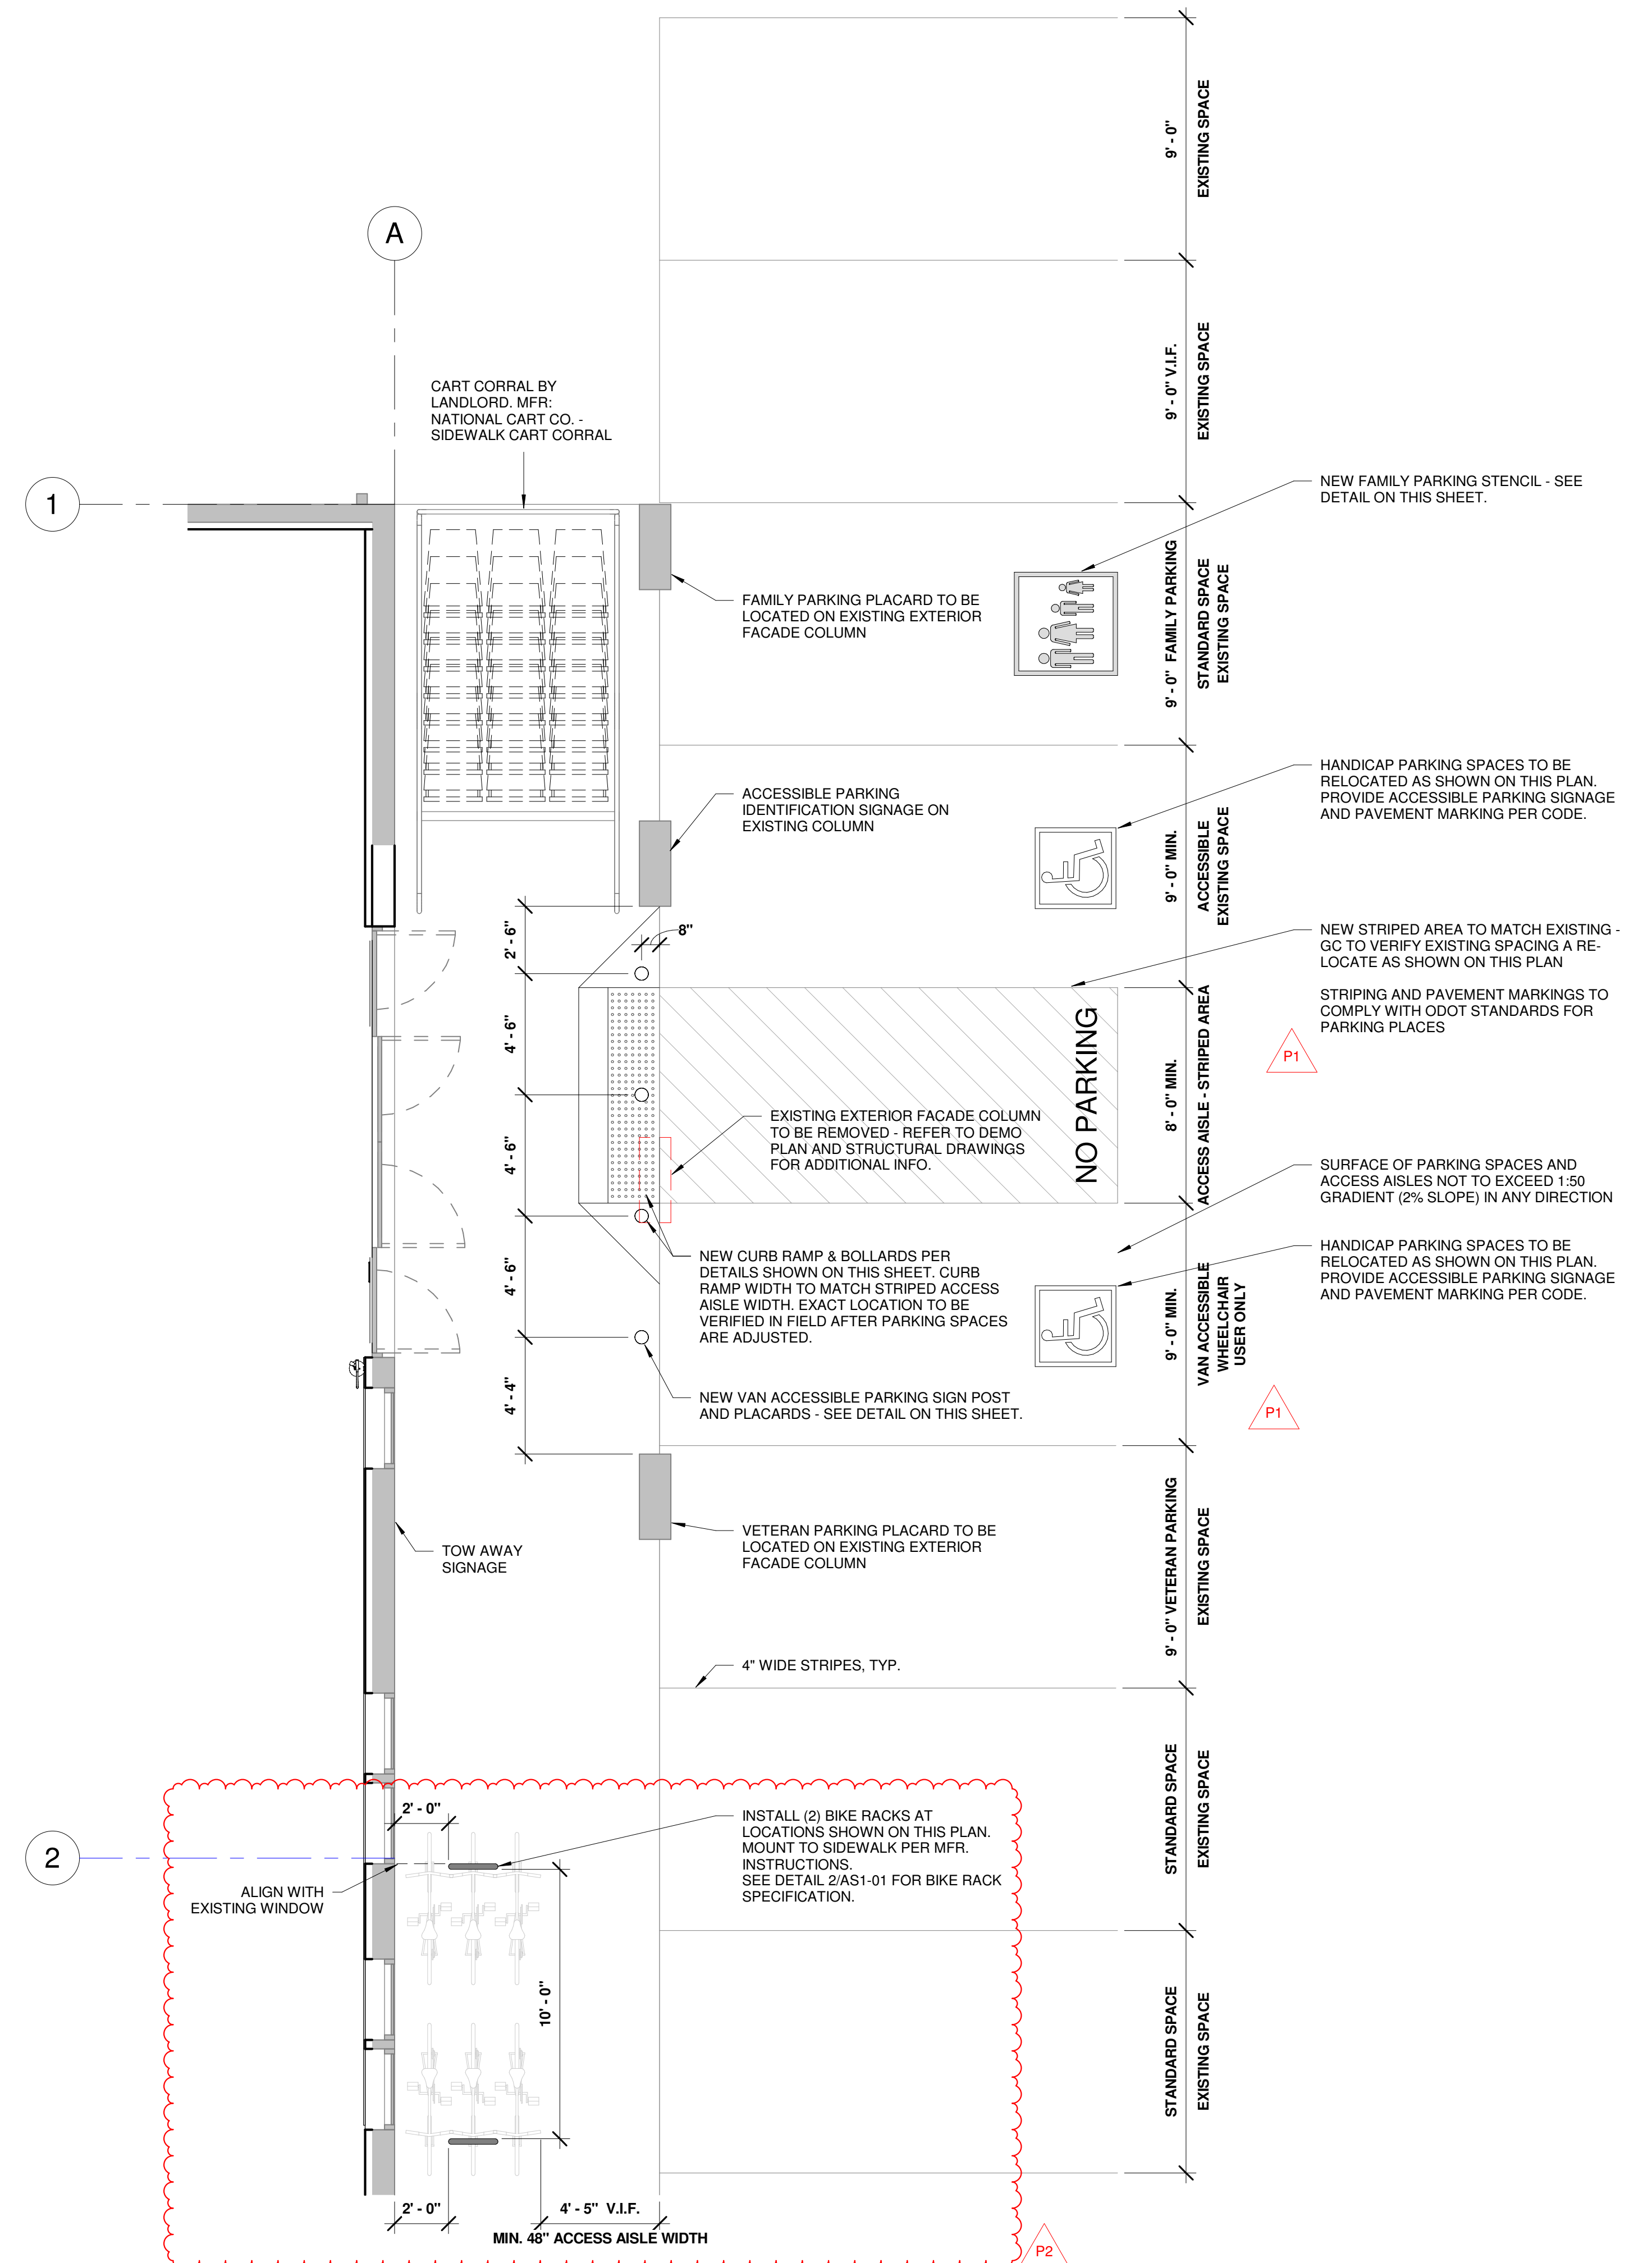 9' - 0"
EXISTING SPACE
A
9' - 0" V.I.F.
EXISTING SPACE
CART CORRAL BY
LANDLORD. MFR:
NATIONAL CART CO. -
SIDEWALK CART CORRAL
1
NEW FAMILY PARKING STENCIL - SEE
DETAIL ON THIS SHEET.
9' - 0" FAMILY PARKING
STANDARD SPACE
EXISTING SPACE
FAMILY PARKING PLACARD TO BE
LOCATED ON EXISTING EXTERIOR
FACADE COLUMN
HANDICAP PARKING SPACES TO BE
RELOCATED AS SHOWN ON THIS PLAN.
PROVIDE ACCESSIBLE PARKING SIGNAGE
AND PAVEMENT MARKING PER CODE.
ACCESSIBLE PARKING
IDENTIFICATION SIGNAGE ON
EXISTING COLUMN
9' - 0" MIN.
ACCESSIBLE
EXISTING SPACE
2' - 6"
8"
NEW STRIPED AREA TO MATCH EXISTING -
GC TO VERIFY EXISTING SPACING A RE-
LOCATE AS SHOWN ON THIS PLAN
STRIPING AND PAVEMENT MARKINGS TO
COMPLY WITH ODOT STANDARDS FOR
PARKING PLACES
P1
4' - 6"
NO PARKING
8' - 0" MIN.
ACCESS AISLE - STRIPED AREA
EXISTING EXTERIOR FACADE COLUMN
TO BE REMOVED - REFER TO DEMO
PLAN AND STRUCTURAL DRAWINGS
FOR ADDITIONAL INFO.
4' - 6"
SURFACE OF PARKING SPACES AND
ACCESS AISLES NOT TO EXCEED 1:50
GRADIENT (2% SLOPE) IN ANY DIRECTION
NEW CURB RAMP & BOLLARDS PER
DETAILS SHOWN ON THIS SHEET. CURB
RAMP WIDTH TO MATCH STRIPED ACCESS
AISLE WIDTH. EXACT LOCATION TO BE
VERIFIED IN FIELD AFTER PARKING SPACES
ARE ADJUSTED.
4' - 6"
HANDICAP PARKING SPACES TO BE
RELOCATED AS SHOWN ON THIS PLAN.
PROVIDE ACCESSIBLE PARKING SIGNAGE
AND PAVEMENT MARKING PER CODE.
9' - 0" MIN.
VAN ACCESSIBLE
WHEELCHAIR
USER ONLY
P1
4' - 4"
NEW VAN ACCESSIBLE PARKING SIGN POST
AND PLACARDS - SEE DETAIL ON THIS SHEET.
9' - 0" VETERAN PARKING
EXISTING SPACE
VETERAN PARKING PLACARD TO BE
LOCATED ON EXISTING EXTERIOR
FACADE COLUMN
TOW AWAY
SIGNAGE
4" WIDE STRIPES, TYP.
STANDARD SPACE
EXISTING SPACE
2' - 0"
INSTALL (2) BIKE RACKS AT
LOCATIONS SHOWN ON THIS PLAN.
MOUNT TO SIDEWALK PER MFR.
INSTRUCTIONS.
SEE DETAIL 2/AS1-01 FOR BIKE RACK
SPECIFICATION.
2
ALIGN WITH
EXISTING WINDOW
10' - 0"
STANDARD SPACE
EXISTING SPACE
2' - 0"
4' - 5" V.I.F.
MIN. 48" ACCESS AISLE WIDTH
P2